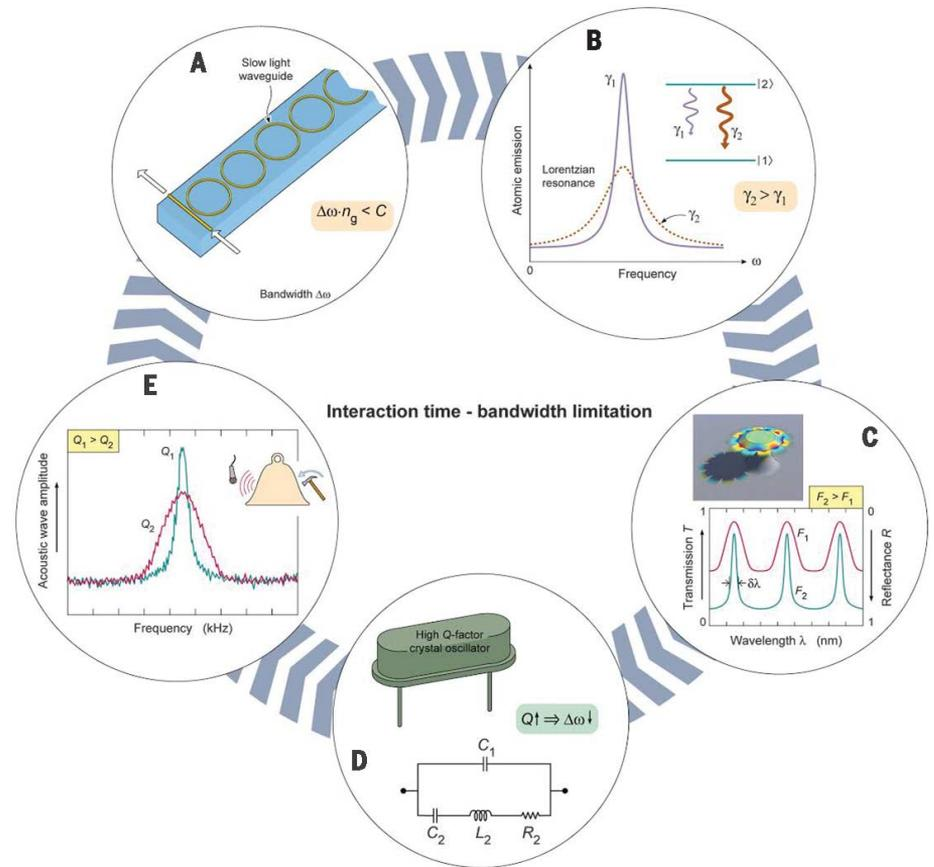 A
Slow light
waveguide
Δω·n_g < C
Bandwidth Δω
B
Atomic emission
γ₁
Lorentzian
resonance
γ₂
0
Frequency
ω
|2⟩
γ₁
γ₂
|1⟩
γ₂ > γ₁
Interaction time - bandwidth limitation
E
Q₁ > Q₂
Q₁
Q₂
Acoustic wave amplitude
Frequency (kHz)
C
F₂ > F₁
1
0
Transmission T
F₁
δλ
F₂
Reflectance R
0
1
Wavelength λ (nm)
High Q-factor
crystal oscillator
Q↑ ⇒ Δω↓
D
C₁
C₂
L₂
R₂